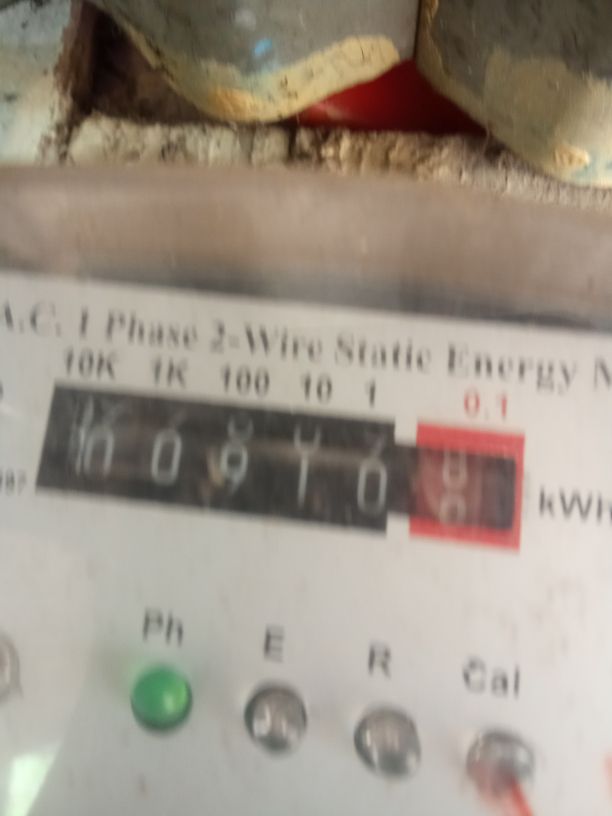 A.C. 1 Phase 2-Wire Static Energy
10K 1K 100 10 1 0.1
0 0 9 1 0
kWh
Ph E R Cal